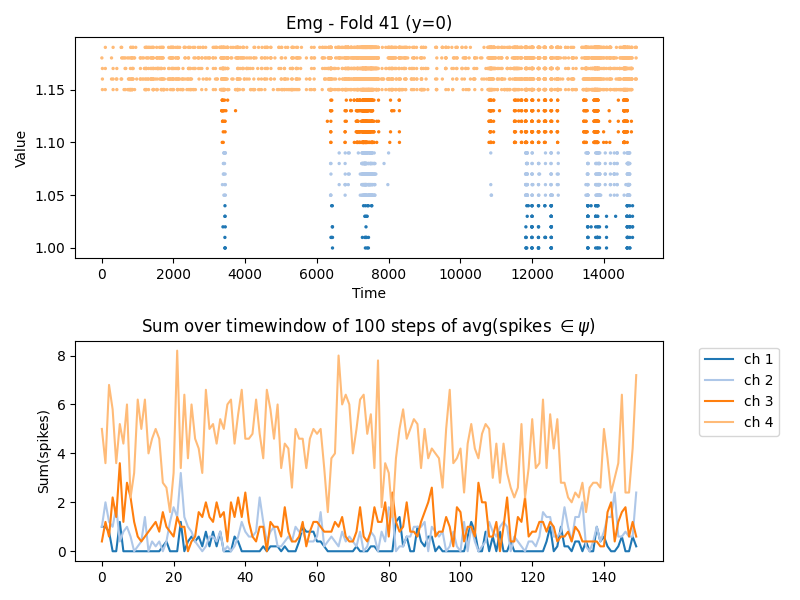 Emg - Fold 41 (y=0)
Value
1.15
1.10
1.05
1.00
0 2000 4000 6000 8000 10000 12000 14000
Time
Sum over timewindow of 100 steps of avg(spikes ∈ψ)
Sum(spikes)
8
6
4
2
0
0 20 40 60 80 100 120 140
ch 1
ch 2
ch 3
ch 4